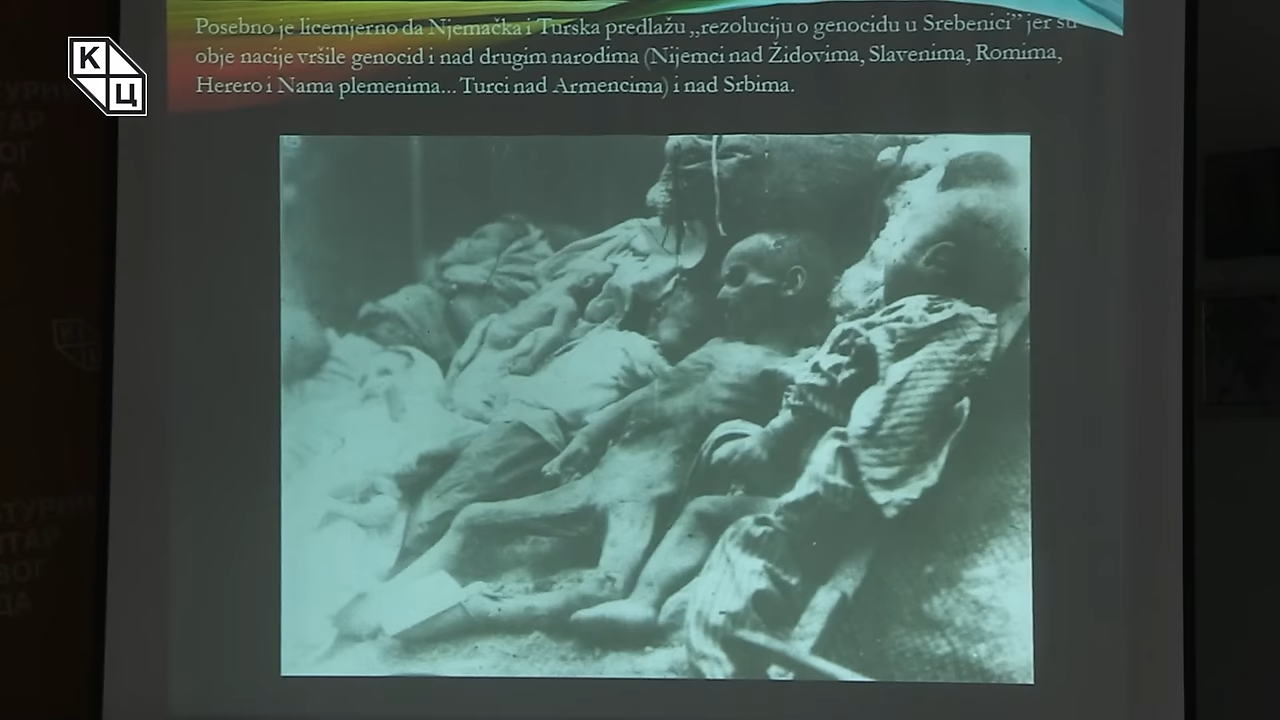 Posebno je licemjerno da Njemačka i Turska predlažu „rezoluciju o genocidu u Srebenici” jer su
obje nacije vršile genocid i nad drugim narodima (Nijemci nad Židovima, Slavenima, Romima,
Herero i Nama plemenima... Turci nad Armencima) i nad Srbima.
К
Ц